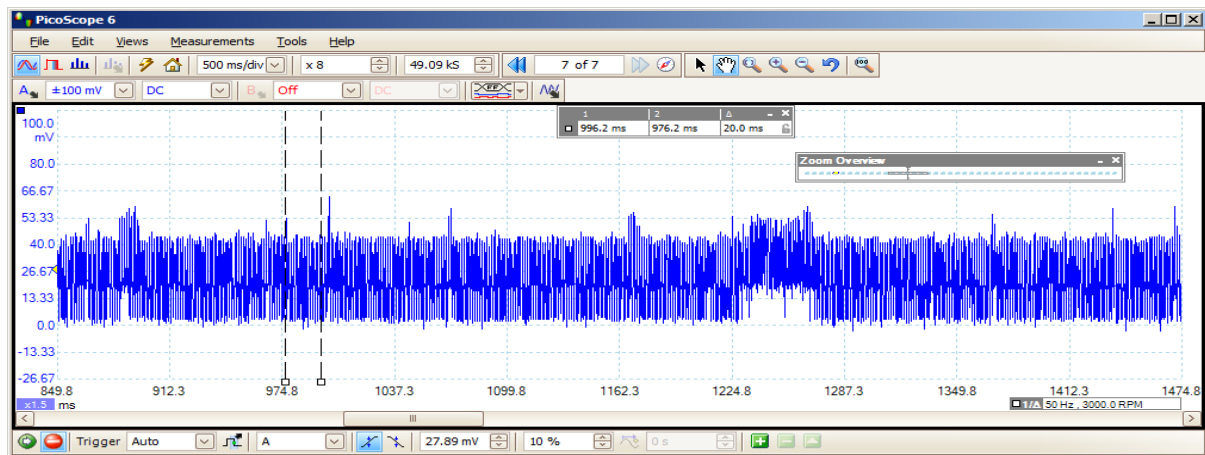 PicoScope 6
File Edit Views Measurements Tools Help
500 ms/div x 8 49.09 kS 7 of 7
A ±100 mV DC B Off DC
1 2 Δ
996.2 ms 976.2 ms 20.0 ms
Zoom Overview
100.0
mV
80.0
66.67
53.33
40.0
26.67
13.33
0.0
-13.33
-26.67
849.8 912.3 974.8 1037.3 1099.8 1162.3 1224.8 1287.3 1349.8 1412.3 1474.8
x1.5 ms
1/Δ 50 Hz , 3000.0 RPM
Trigger Auto A 27.89 mV 10 % 0 s